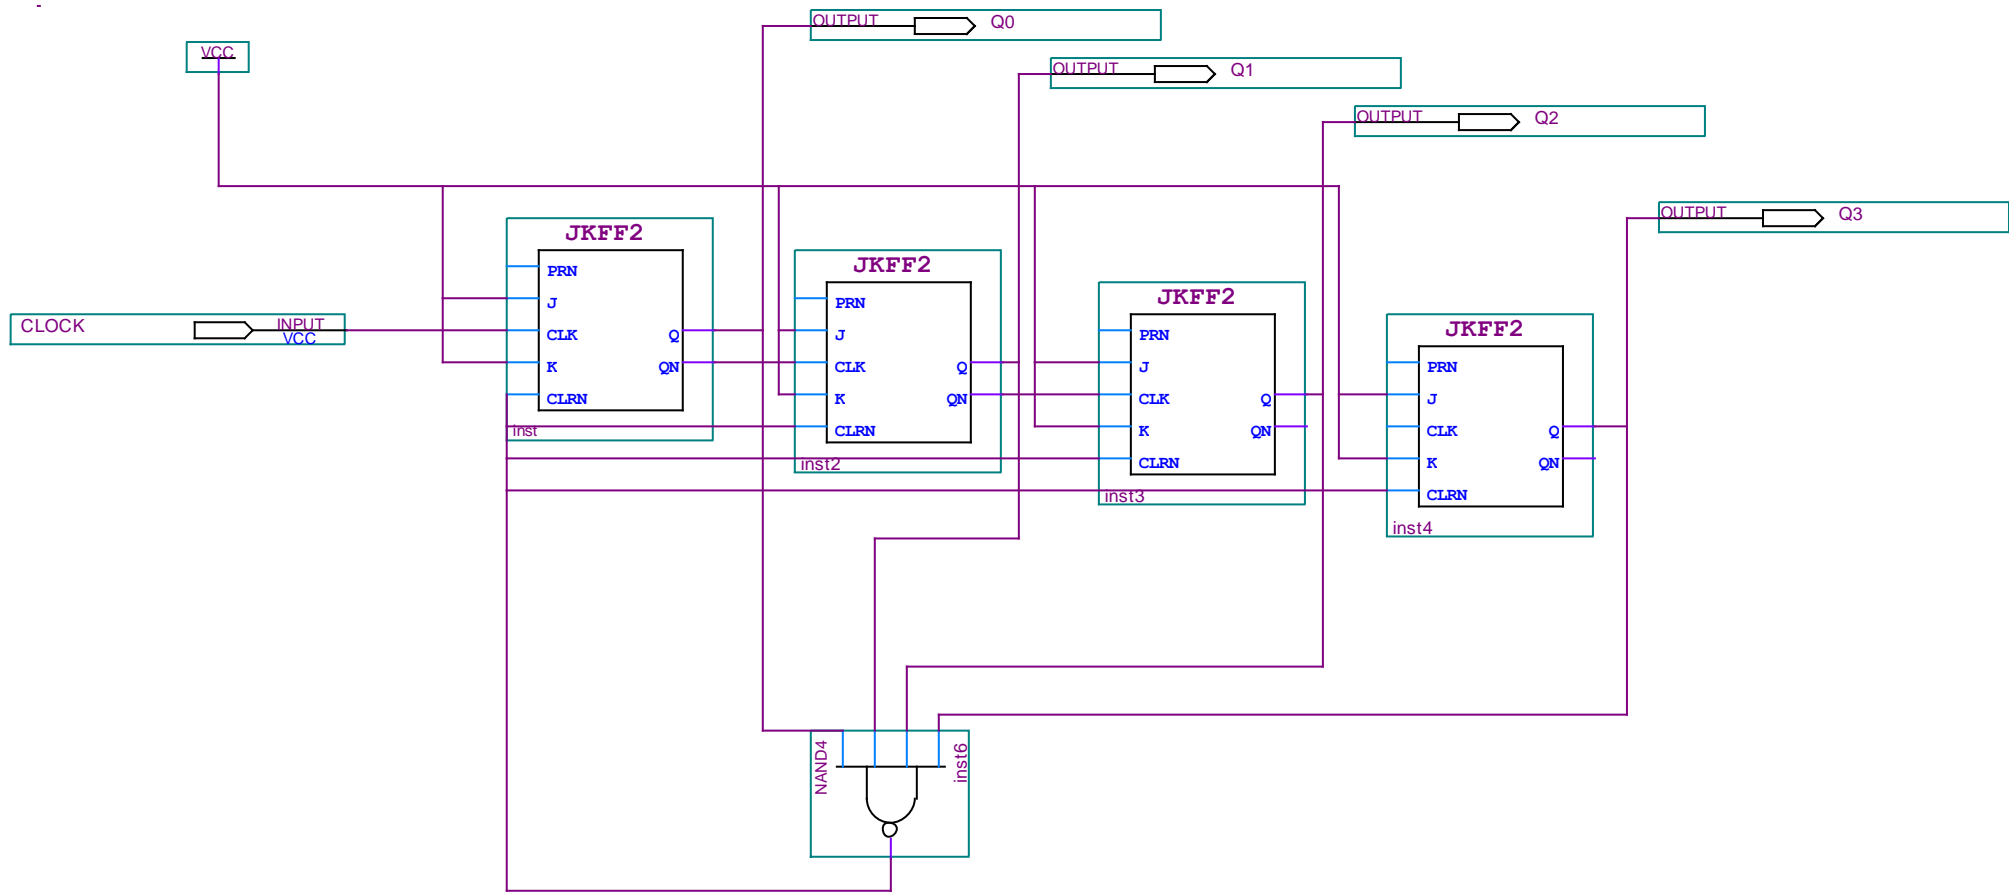 OUTPUT Q0
VCC
OUTPUT Q1
OUTPUT Q2
OUTPUT Q3
JKFF2
PRN
J
CLK
K
CLRN
Q
QN
inst
JKFF2
PRN
J
CLK
K
CLRN
Q
QN
inst2
JKFF2
PRN
J
CLK
K
CLRN
Q
QN
inst3
JKFF2
PRN
J
CLK
K
CLRN
Q
QN
inst4
CLOCK INPUT
VCC
NAND4
inst6